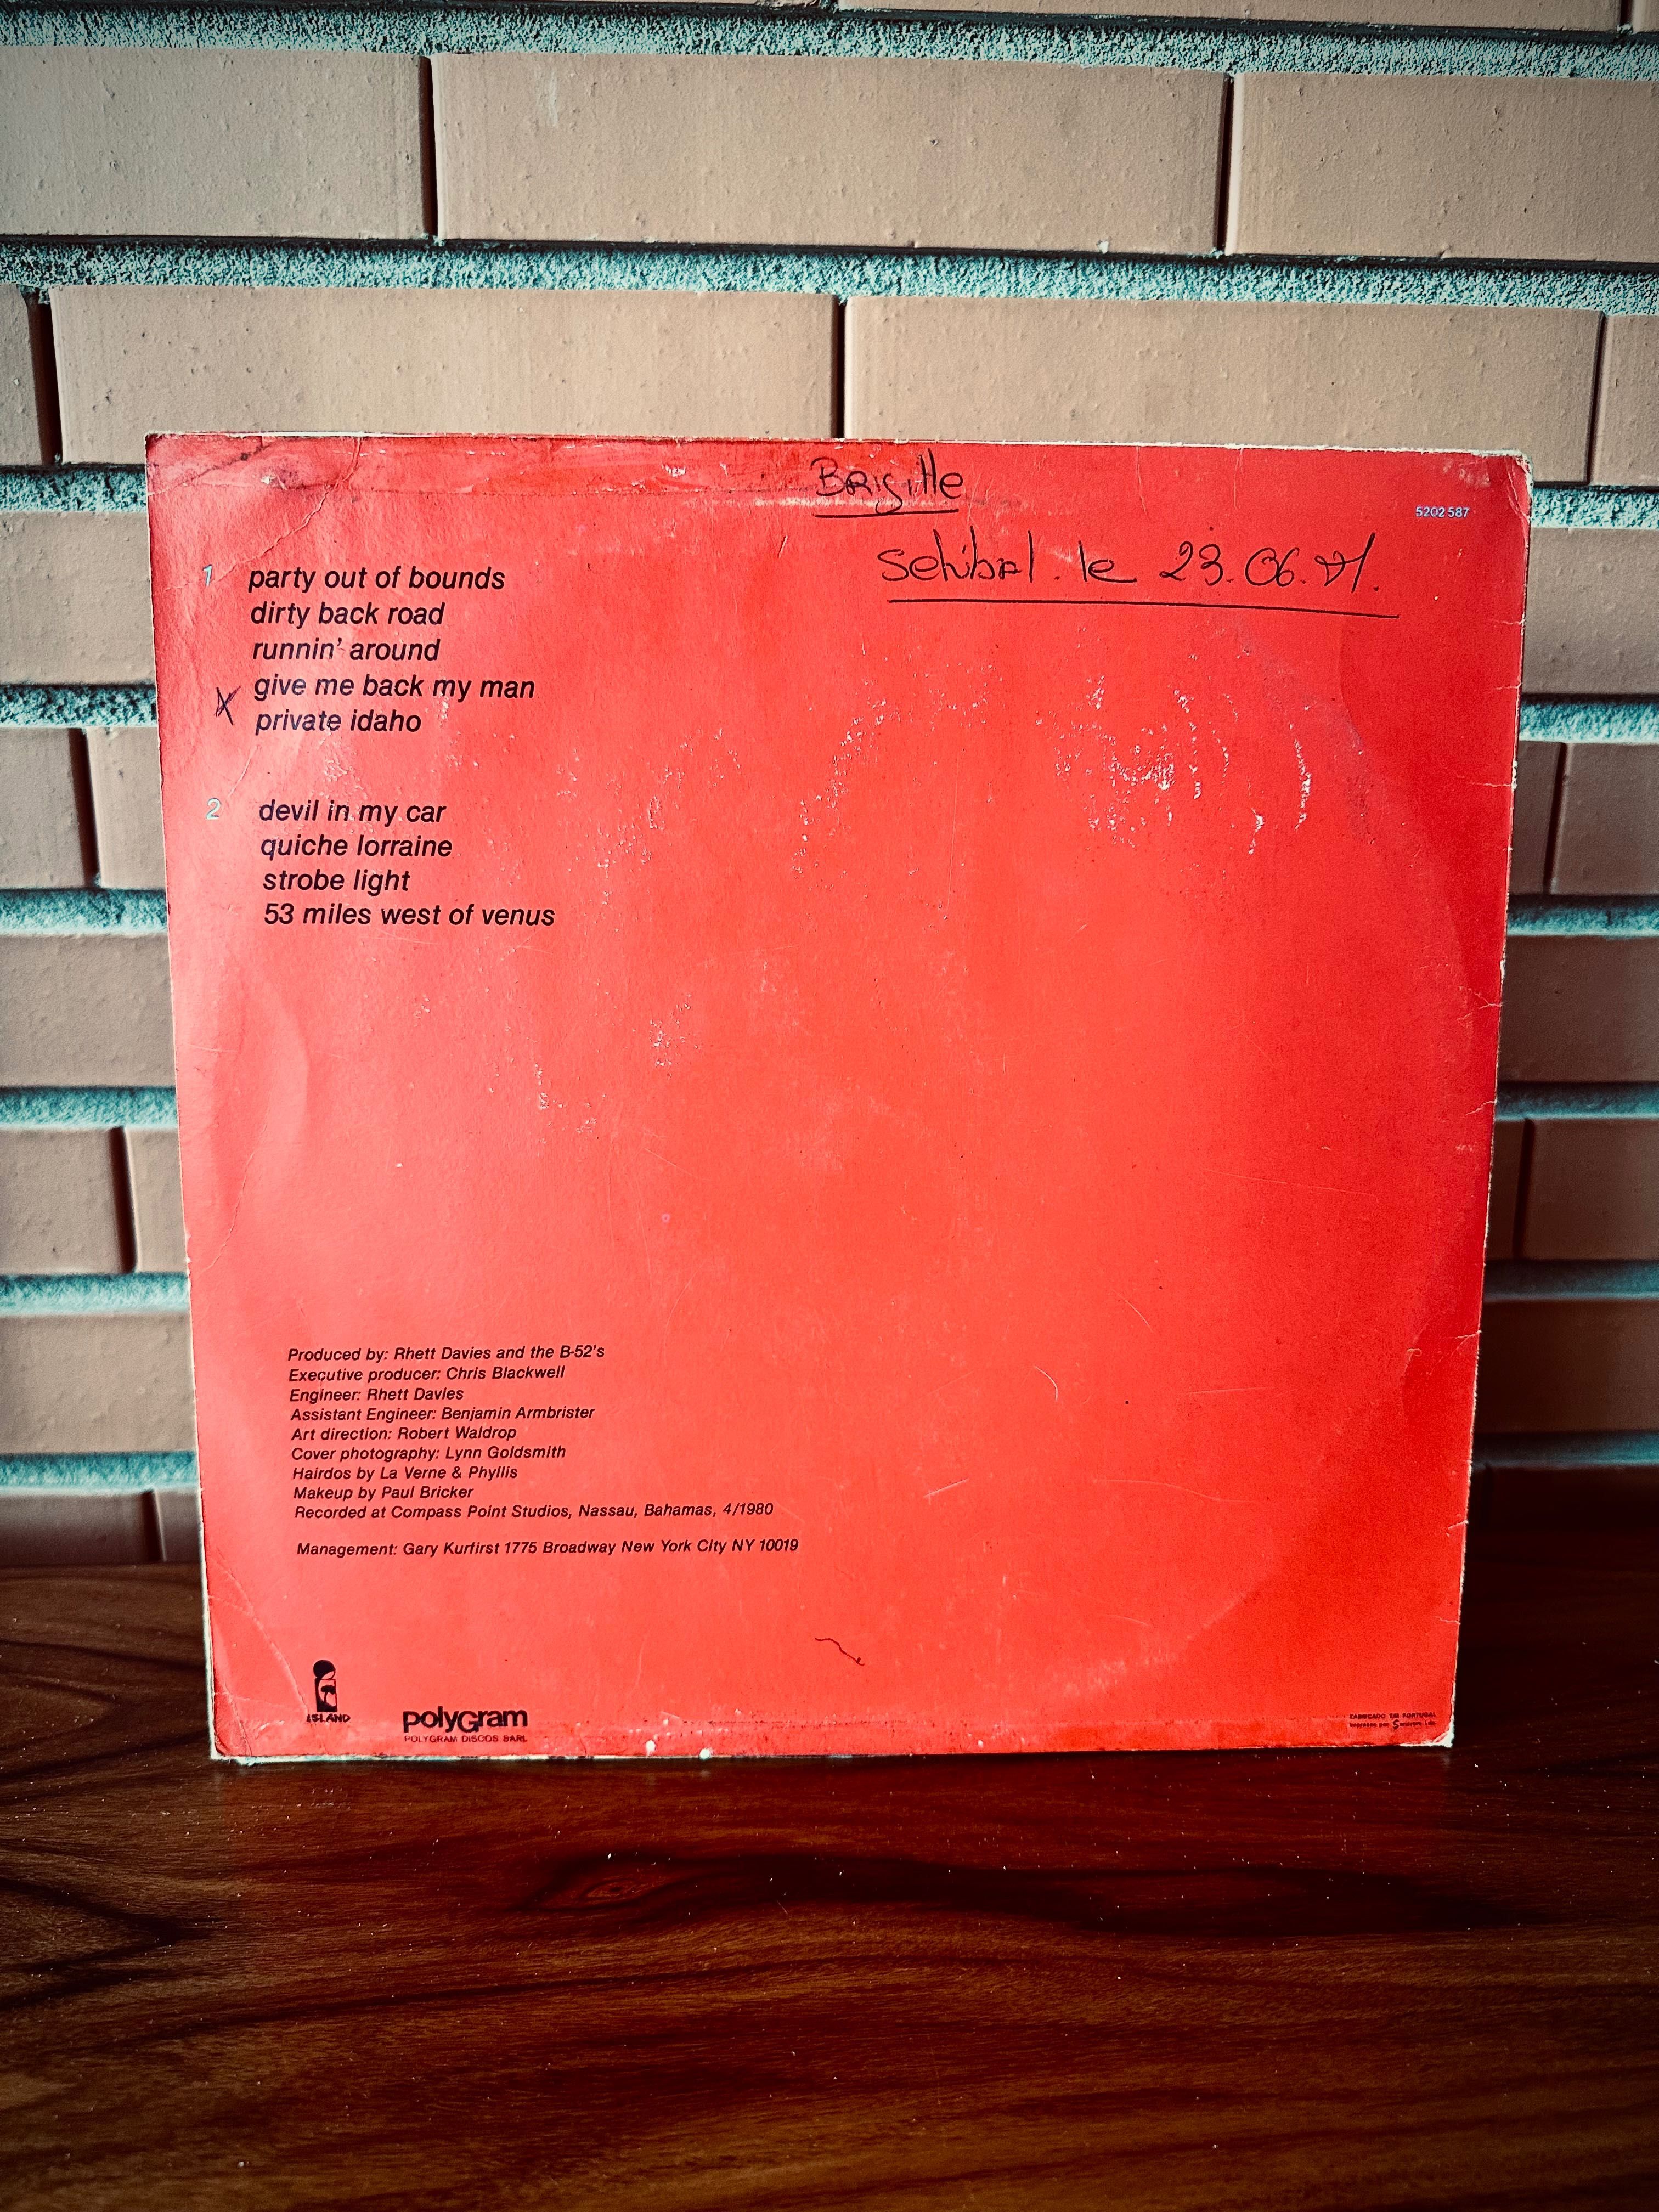 Brigitte
5202 587
Setúbal. le 23.06.
1 party out of bounds
dirty back road
runnin' around
give me back my man
private idaho
2 devil in my car
quiche lorraine
strobe light
53 miles west of venus
Produced by: Rhett Davies and the B-52's
Executive producer: Chris Blackwell
Engineer: Rhett Davies
Assistant Engineer: Benjamin Armbrister
Art direction: Robert Waldrop
Cover photography: Lynn Goldsmith
Hairdos by La Verne & Phyllis
Makeup by Paul Bricker
Recorded at Compass Point Studios, Nassau, Bahamas, 4/1980
Management: Gary Kurfirst 1775 Broadway New York City NY 10019
ISLAND
polyGram
POLYGRAM DISCOS SARL
FABRICADO EM PORTUGAL
Impresso por